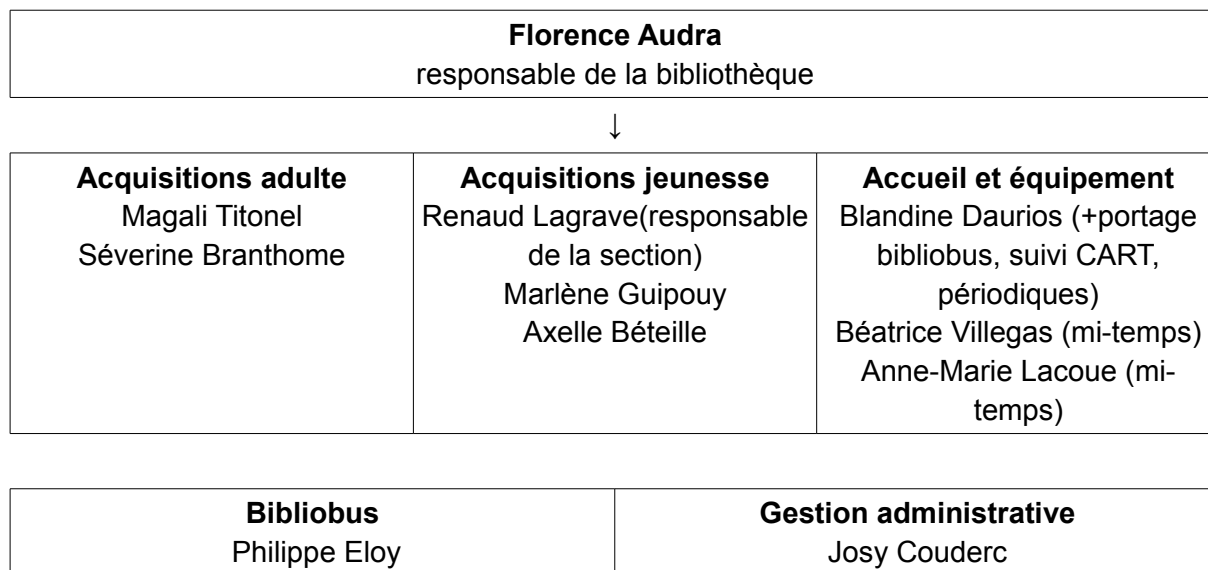 Florence Audra
responsable de la bibliothèque
↓
Acquisitions adulte
Magali Titonel
Séverine Branthome
Acquisitions jeunesse
Renaud Lagrave(responsable
de la section)
Marlène Guipouy
Axelle Béteille
Accueil et équipement
Blandine Daurios (+portage
bibliobus, suivi CART,
périodiques)
Béatrice Villegas (mi-temps)
Anne-Marie Lacoue (mi-
temps)
Bibliobus
Philippe Eloy
Gestion administrative
Josy Couderc